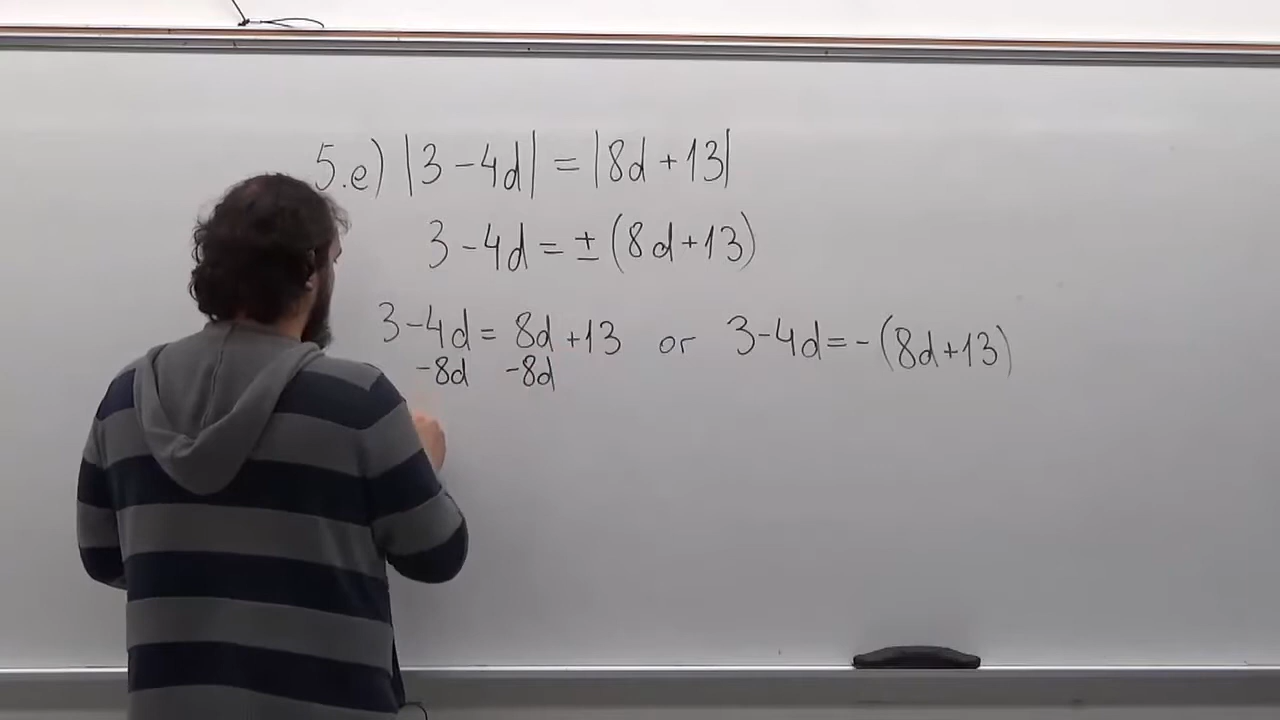 5.e) |3-4d| = |8d+13|
3-4d = ± (8d+13)
3-4d = 8d+13 or 3-4d = -(8d+13)
-8d -8d